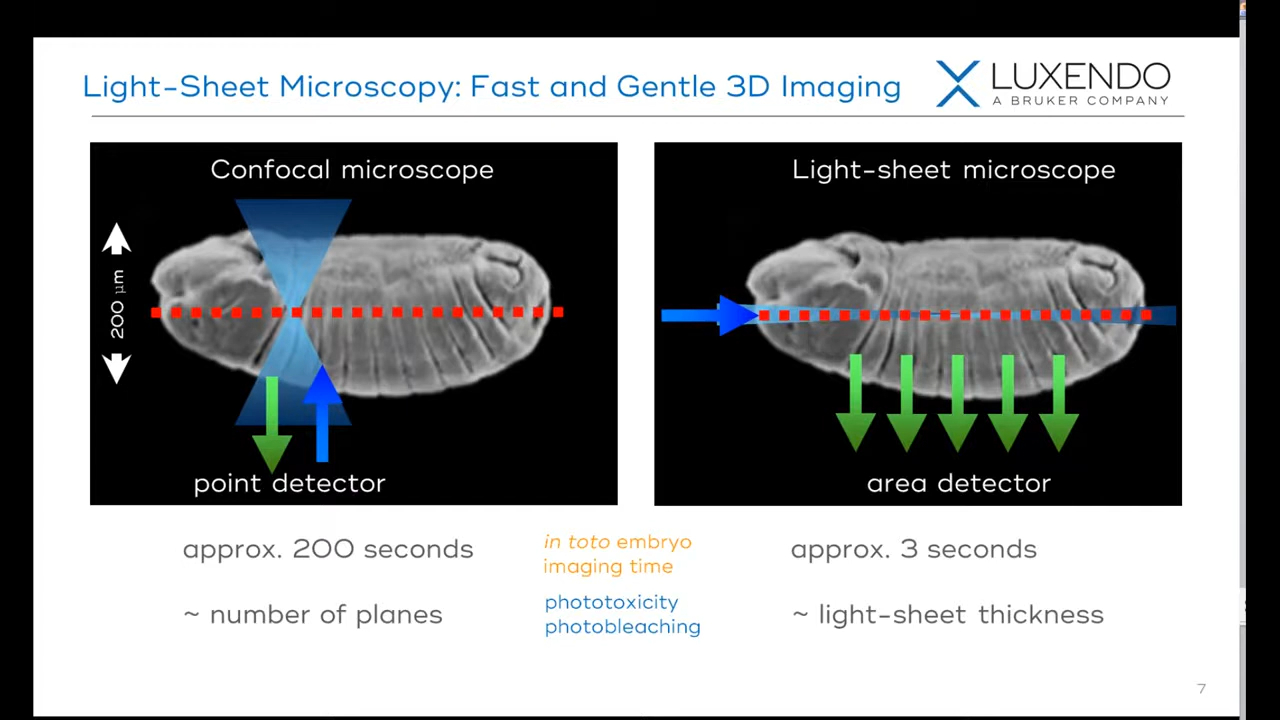 Light-Sheet Microscopy: Fast and Gentle 3D Imaging
LUXENDO
A BRUKER COMPANY
Confocal microscope
200 µm
point detector
Light-sheet microscope
area detector
approx. 200 seconds
in toto embryo
imaging time
approx. 3 seconds
~ number of planes
phototoxicity
photobleaching
~ light-sheet thickness
7